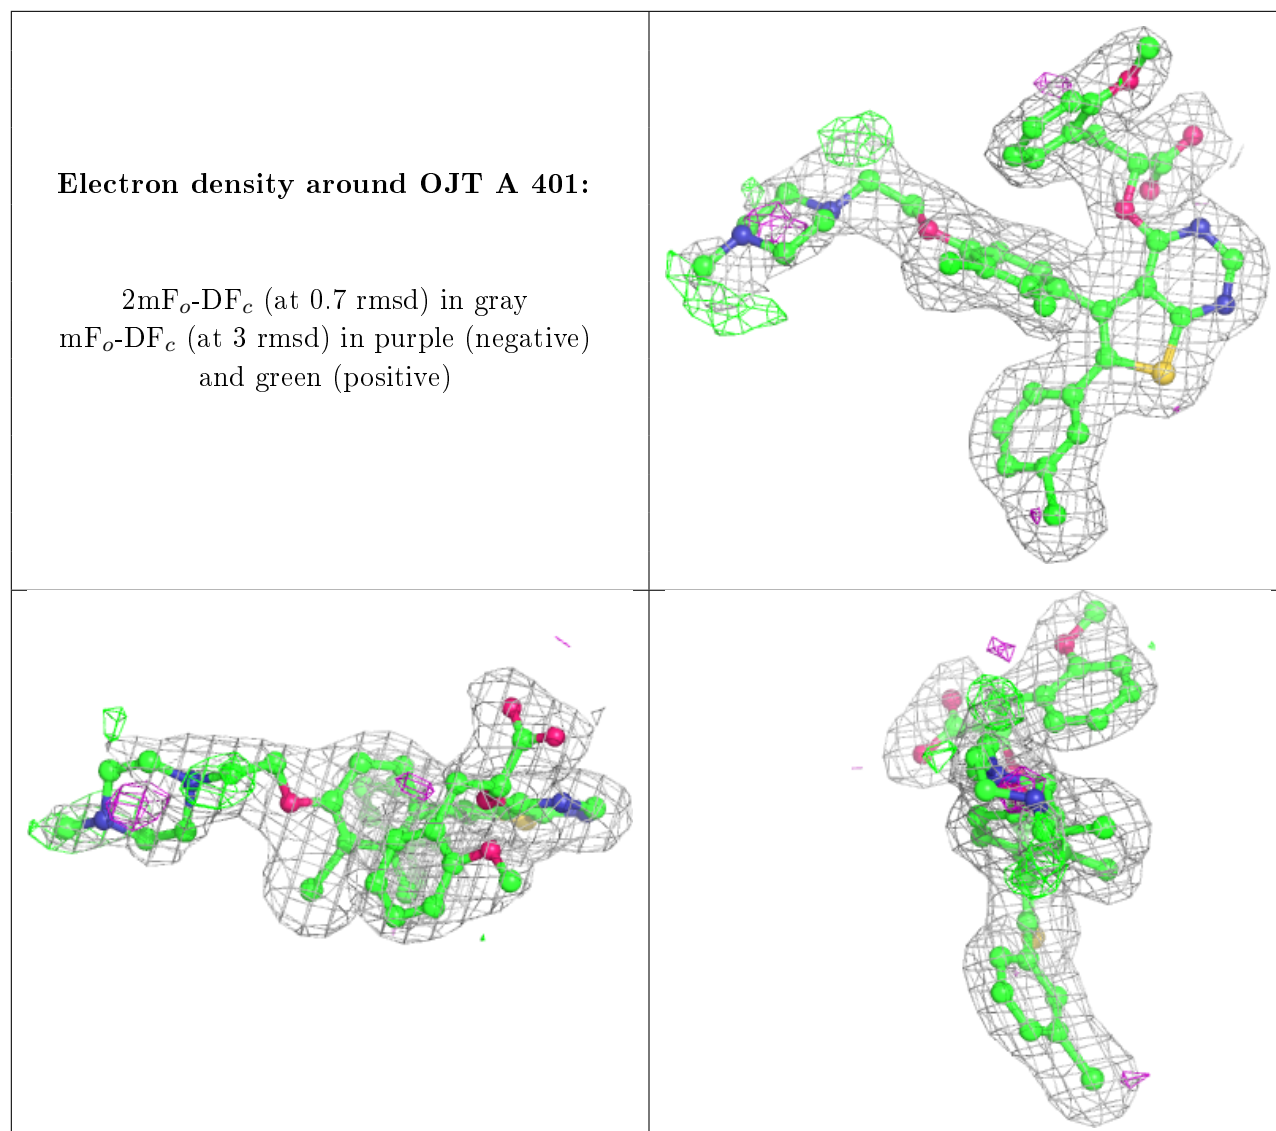 Electron density around OJT A 401:
2mFo-DFc (at 0.7 rmsd) in gray
mFo-DFc (at 3 rmsd) in purple (negative)
and green (positive)